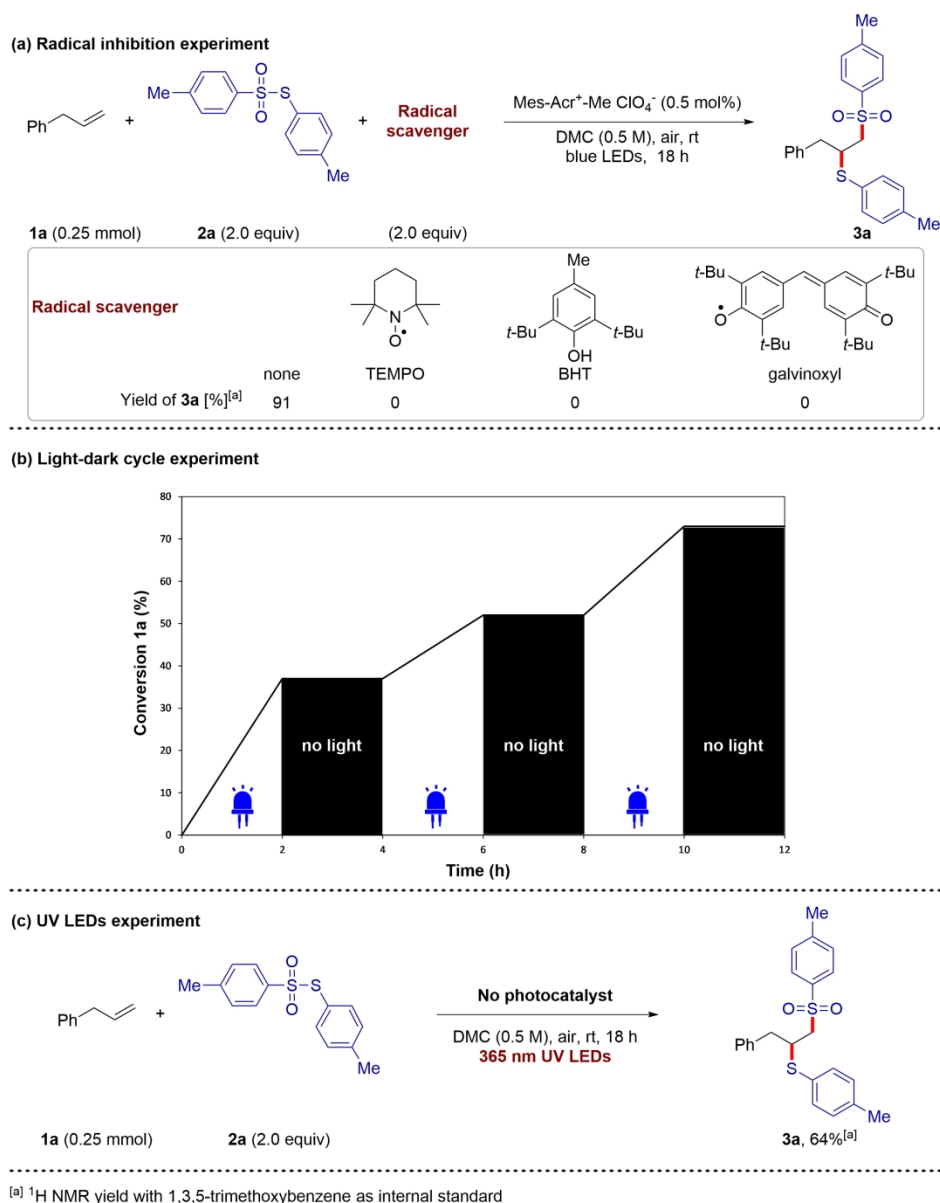 (a) Radical inhibition experiment
Ph
+
Me
O
O
S
S
Me
+
Radical
scavenger
Mes-Acr⁺-Me ClO₄⁻ (0.5 mol%)
DMC (0.5 M), air, rt
blue LEDs, 18 h
Me
O=S=O
Ph
S
Me
1a (0.25 mmol)
2a (2.0 equiv)
(2.0 equiv)
3a
Radical scavenger
N
O•
Me
t-Bu
t-Bu
OH
t-Bu
t-Bu
•O
O
t-Bu
t-Bu
none
TEMPO
BHT
galvinoxyl
Yield of 3a [%][a]
91
0
0
0
(b) Light-dark cycle experiment
Conversion 1a (%)
80
70
60
50
40
30
20
10
0
no light
no light
no light
0 2 4 6 8 10 12
Time (h)
(c) UV LEDs experiment
Ph
+
Me
O
O
S
S
Me
No photocatalyst
DMC (0.5 M), air, rt, 18 h
365 nm UV LEDs
Me
O=S=O
Ph
S
Me
1a (0.25 mmol)
2a (2.0 equiv)
3a, 64%[a]
[a] ¹H NMR yield with 1,3,5-trimethoxybenzene as internal standard